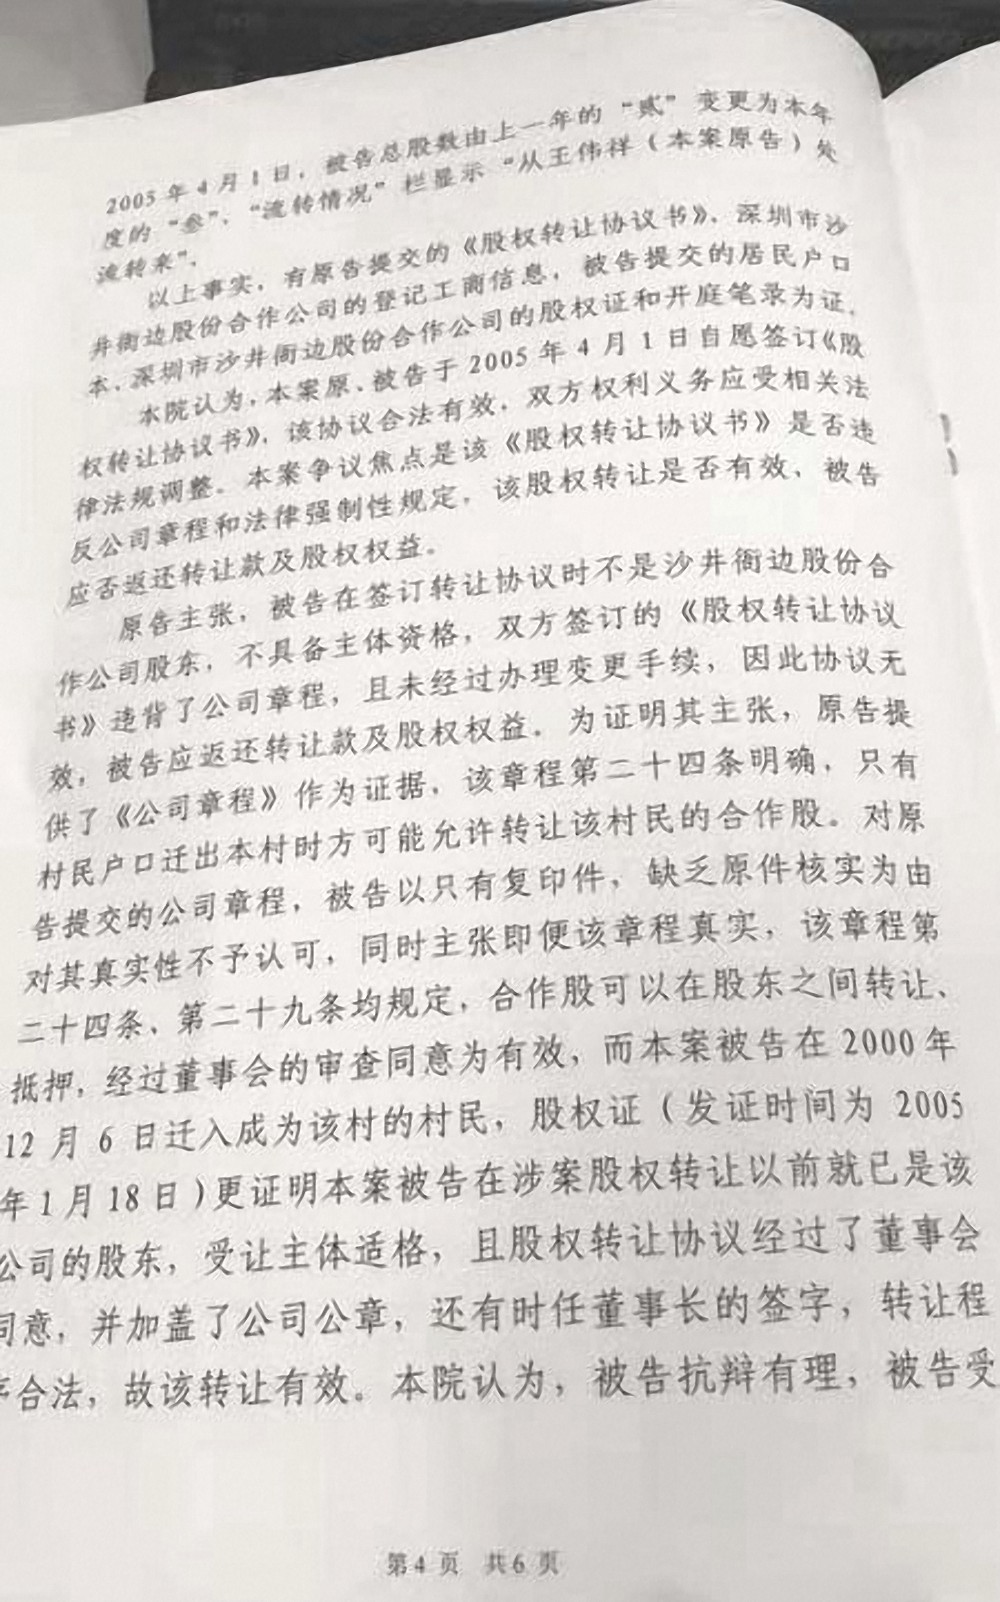 2005年4月1日，被告总股数由上一年的“贰”变更为本年
度的“叁”，“流转情况”栏显示“从王伟祥（本案原告）处
流转来”。
以上事实，有原告提交的《股权转让协议书》，深圳市沙
井衙边股份合作公司的登记工商信息，被告提交的居民户口
本、深圳市沙井衙边股份合作公司的股权证和开庭笔录为证。
本院认为，本案原、被告于2005年4月1日自愿签订《股
权转让协议书》，该协议合法有效，双方权利义务应受相关法
律法规调整。本案争议焦点是该《股权转让协议书》是否违
反公司章程和法律强制性规定，该股权转让是否有效，被告
应否返还转让款及股权权益。
原告主张，被告在签订转让协议时不是沙井衙边股份合
作公司股东，不具备主体资格，双方签订的《股权转让协议
书》违背了公司章程，且未经过办理变更手续，因此协议无
效，被告应返还转让款及股权权益。为证明其主张，原告提
供了《公司章程》作为证据，该章程第二十四条明确，只有
村民户口迁出本村时方可能允许转让该村民的合作股。对原
告提交的公司章程，被告以只有复印件，缺乏原件核实为由
对其真实性不予认可，同时主张即便该章程真实，该章程第
二十四条、第二十九条均规定，合作股可以在股东之间转让、
抵押，经过董事会的审查同意为有效，而本案被告在2000年
12月6日迁入成为该村的村民，股权证（发证时间为 2005
年1月18日）更证明本案被告在涉案股权转让以前就已是该
公司的股东，受让主体适格，且股权转让协议经过了董事会
同意，并加盖了公司公章，还有时任董事长的签字，转让程
序合法，故该转让有效。本院认为，被告抗辩有理，被告受
第4页 共6页